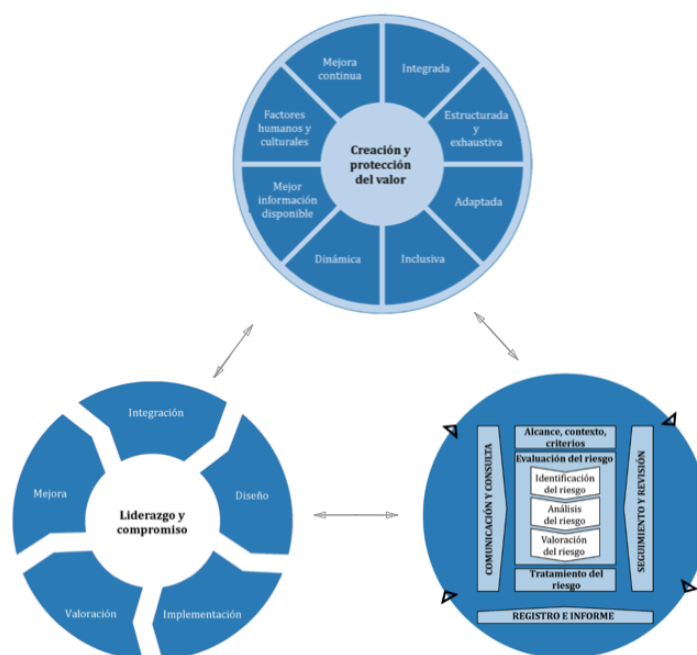 Mejora
continua
Integrada
Estructurada
y
exhaustiva
Adaptada
Inclusiva
Dinámica
Mejor
información
disponible
Factores
humanos y
culturales
Creación y
protección
del valor
Integración
Diseño
Implementación
Valoración
Mejora
Liderazgo y
compromiso
Alcance, contexto,
criterios
Evaluación del riesgo
Identificación
del riesgo
Análisis
del riesgo
Valoración
del riesgo
Tratamiento del
riesgo
COMUNICACIÓN Y CONSULTA
SEGUIMIENTO Y REVISIÓN
REGISTRO E INFORME